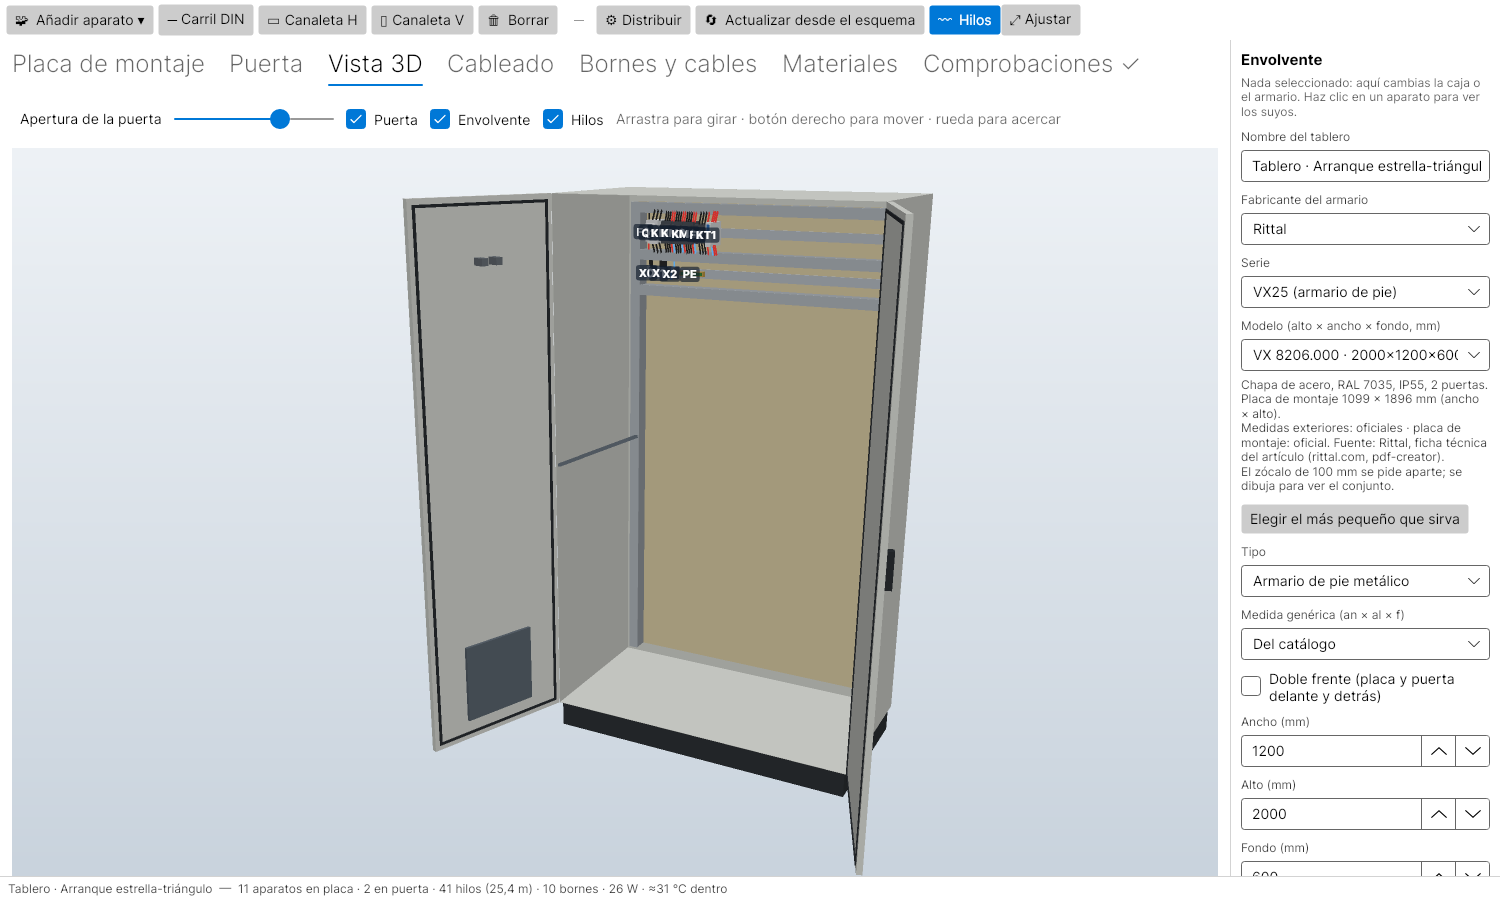 Añadir aparato ▾
Carril DIN
Canaleta H
Canaleta V
Borrar
Distribuir
Actualizar desde el esquema
Hilos
Ajustar
Placa de montaje
Puerta
Vista 3D
Cableado
Bornes y cables
Materiales
Comprobaciones ✓
Apertura de la puerta
Puerta
Envolvente
Hilos
Arrastra para girar · botón derecho para mover · rueda para acercar
KT1
X2
PE
Envolvente
Nada seleccionado: aquí cambias la caja o
el armario. Haz clic en un aparato para ver
los suyos.
Nombre del tablero
Tablero · Arranque estrella-triángul
Fabricante del armario
Rittal
Serie
VX25 (armario de pie)
Modelo (alto × ancho × fondo, mm)
VX 8206.000 · 2000×1200×600
Chapa de acero, RAL 7035, IP55, 2 puertas.
Placa de montaje 1099 × 1896 mm (ancho
× alto).
Medidas exteriores: oficiales · placa de
montaje: oficial. Fuente: Rittal, ficha técnica
del artículo (rittal.com, pdf-creator).
El zócalo de 100 mm se pide aparte; se
dibuja para ver el conjunto.
Elegir el más pequeño que sirva
Tipo
Armario de pie metálico
Medida genérica (an × al × f)
Del catálogo
Doble frente (placa y puerta
delante y detrás)
Ancho (mm)
1200
Alto (mm)
2000
Fondo (mm)
600
Tablero · Arranque estrella-triángulo — 11 aparatos en placa · 2 en puerta · 41 hilos (25,4 m) · 10 bornes · 26 W · ≈31 °C dentro